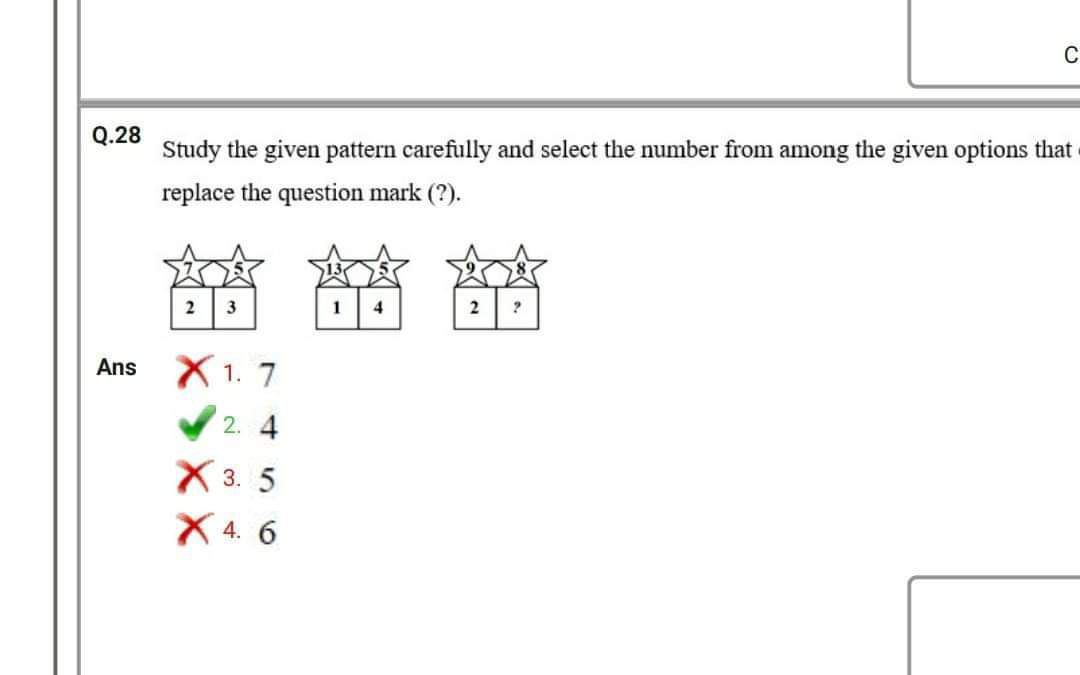 C
Q.28
Study the given pattern carefully and select the number from among the given options that
replace the question mark (?).
7 5 13 5 9 8
2 3 1 4 2 ?
Ans
1. 7
2. 4
3. 5
4. 6